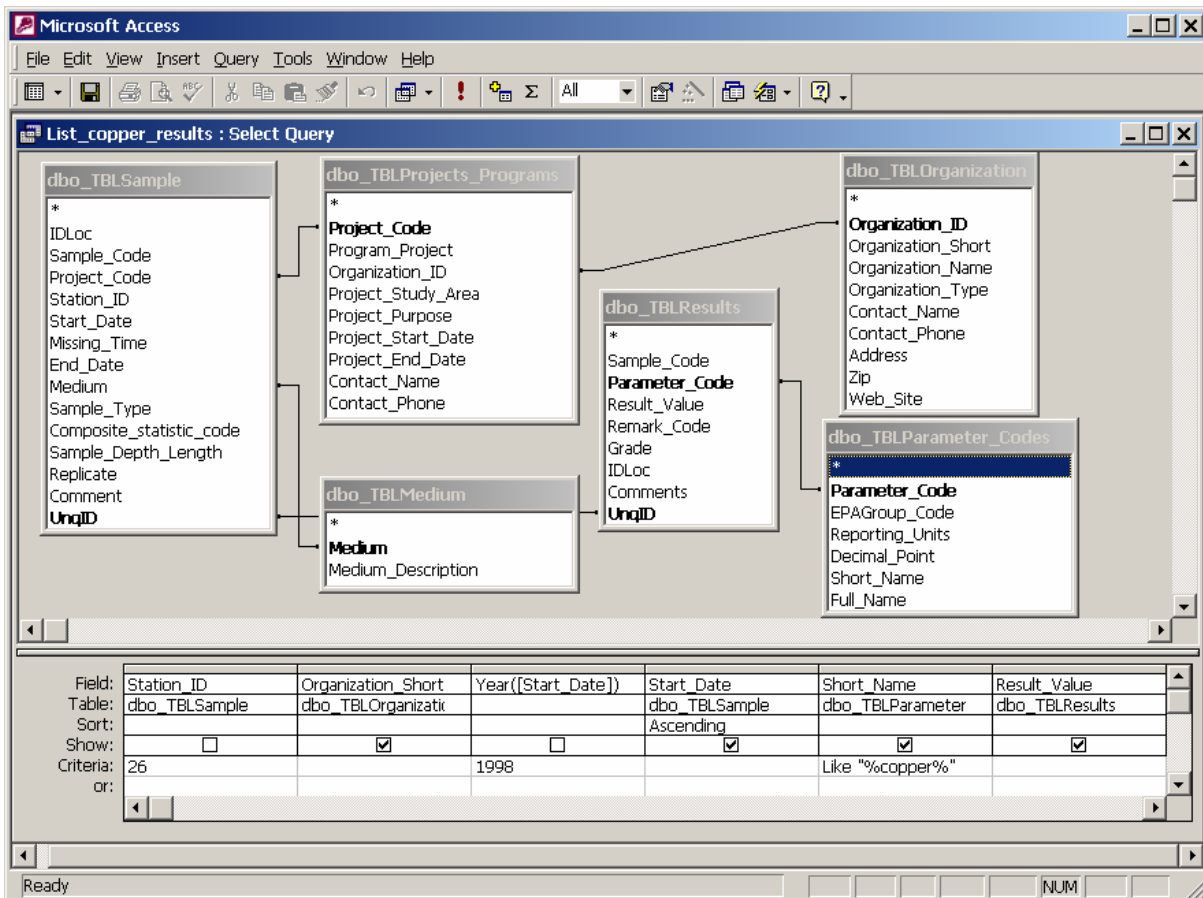 Microsoft Access
File Edit View Insert Query Tools Window Help
All
List_copper_results : Select Query
dbo_TBLSample
*
IDLoc
Sample_Code
Project_Code
Station_ID
Start_Date
Missing_Time
End_Date
Medium
Sample_Type
Composite_statistic_code
Sample_Depth_Length
Replicate
Comment
UnqID
dbo_TBLProjects_Programs
*
Project_Code
Program_Project
Organization_ID
Project_Study_Area
Project_Purpose
Project_Start_Date
Project_End_Date
Contact_Name
Contact_Phone
dbo_TBLMedium
*
Medium
Medium_Description
dbo_TBLResults
*
Sample_Code
Parameter_Code
Result_Value
Remark_Code
Grade
IDLoc
Comments
UnqID
dbo_TBLOrganization
*
Organization_ID
Organization_Short
Organization_Name
Organization_Type
Contact_Name
Contact_Phone
Address
Zip
Web_Site
dbo_TBLParameter_Codes
*
Parameter_Code
EPAGroup_Code
Reporting_Units
Decimal_Point
Short_Name
Full_Name
Field: Station_ID Organization_Short Year([Start_Date]) Start_Date Short_Name Result_Value
Table: dbo_TBLSample dbo_TBLOrganizatic dbo_TBLSample dbo_TBLParameter dbo_TBLResults
Sort: Ascending
Show:
Criteria: 26 1998 Like "%copper%"
or:
Ready NUM